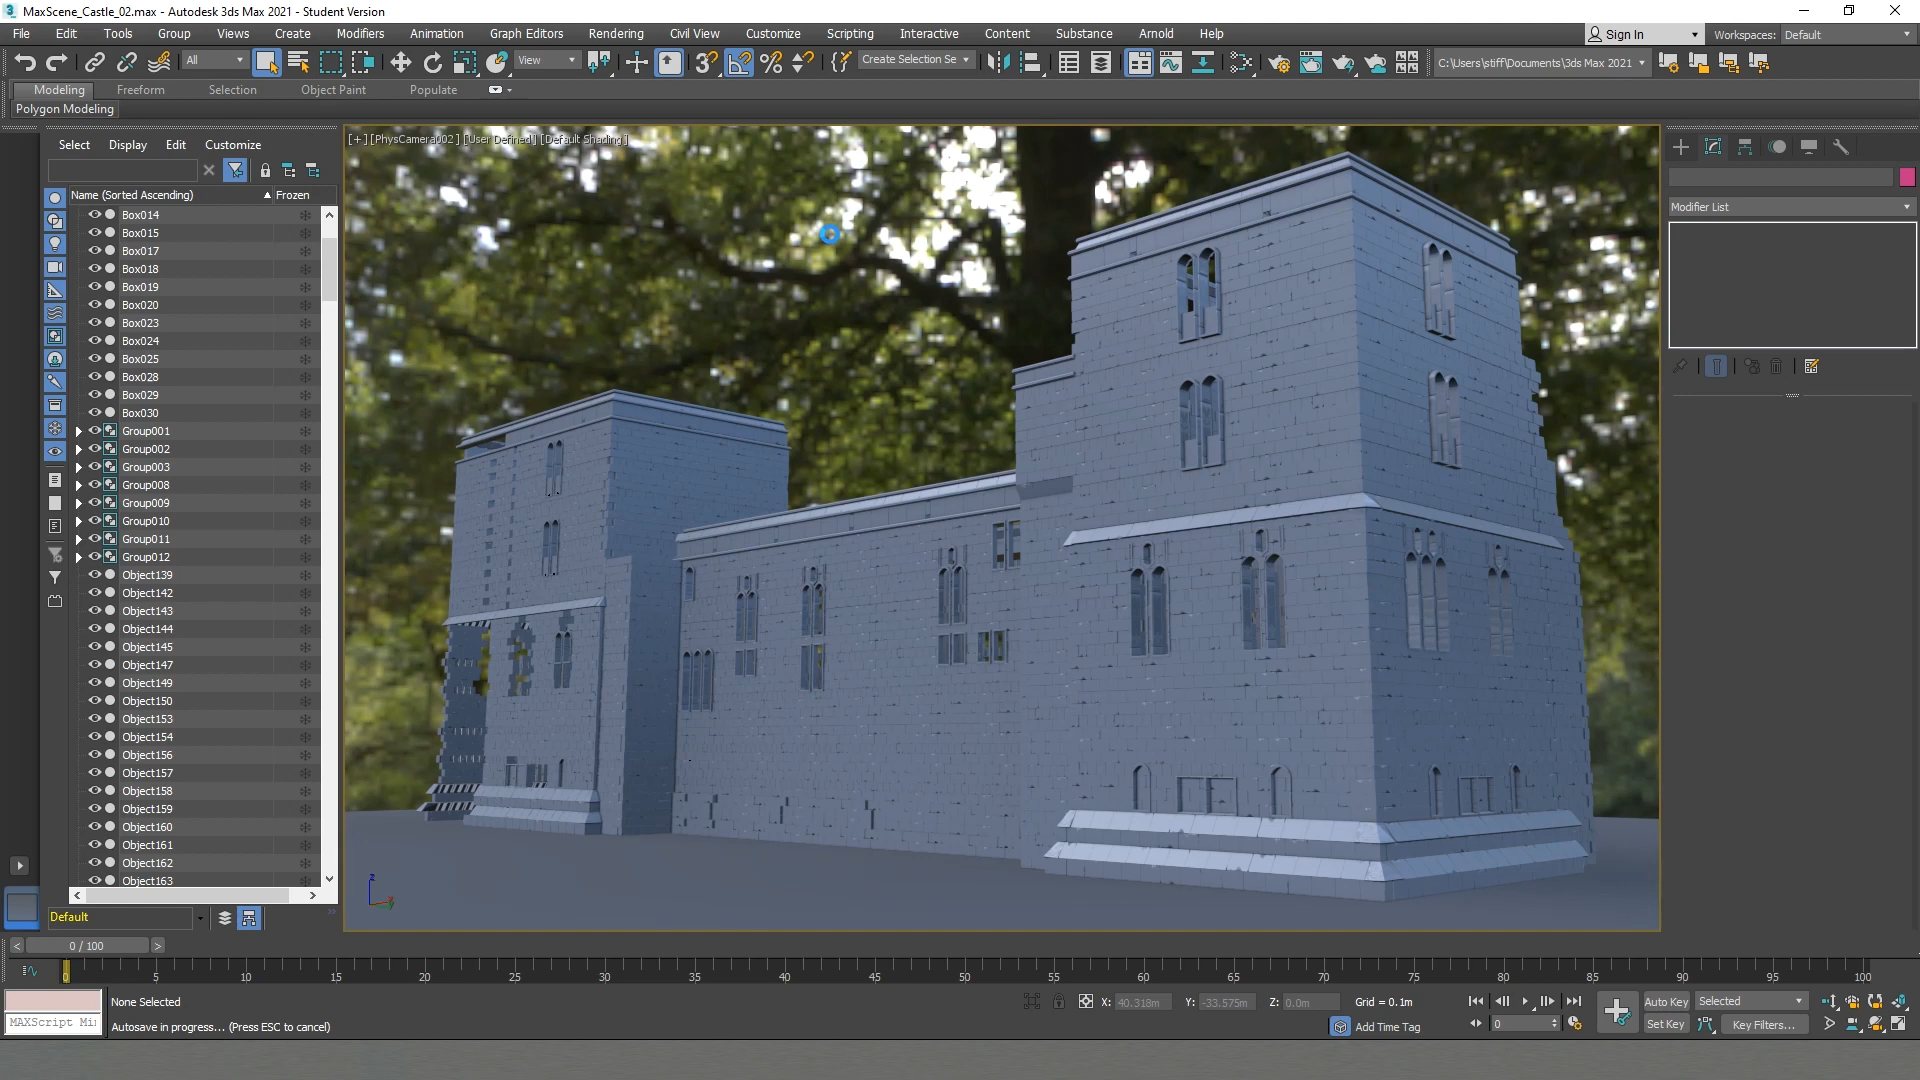 MaxScene_Castle_02.max - Autodesk 3ds Max 2021 - Student Version
File Edit Tools Group Views Create Modifiers Animation Graph Editors Rendering Civil View Customize Scripting Interactive Content Substance Arnold Help Sign In Workspaces: Default
All View Create Selection Se C:\Users\stiff\Documents\3ds Max 2021
Modeling Freeform Selection Object Paint Populate
Polygon Modeling
[+] [PhysCamera002] [User Defined] [Default Shading]
Select Display Edit Customize
Name (Sorted Ascending) Frozen
Modifier List
Box014
Box015
Box017
Box018
Box019
Box020
Box023
Box024
Box025
Box028
Box029
Box030
Group001
Group002
Group003
Group008
Group009
Group010
Group011
Group012
Object139
Object142
Object143
Object144
Object145
Object147
Object149
Object150
Object153
Object154
Object156
Object157
Object158
Object159
Object160
Object161
Object162
Object163
Default
< 0 / 100 >
0 5 10 15 20 25 30 35 40 45 50 55 60 65 70 75 80 85 90 95 100
None Selected X: 40.318m Y: -33.575m Z: 0.0m Grid = 0.1m Auto Key Selected
MAXScript Mi Autosave in progress... (Press ESC to cancel) Add Time Tag 0 Set Key Key Filters...